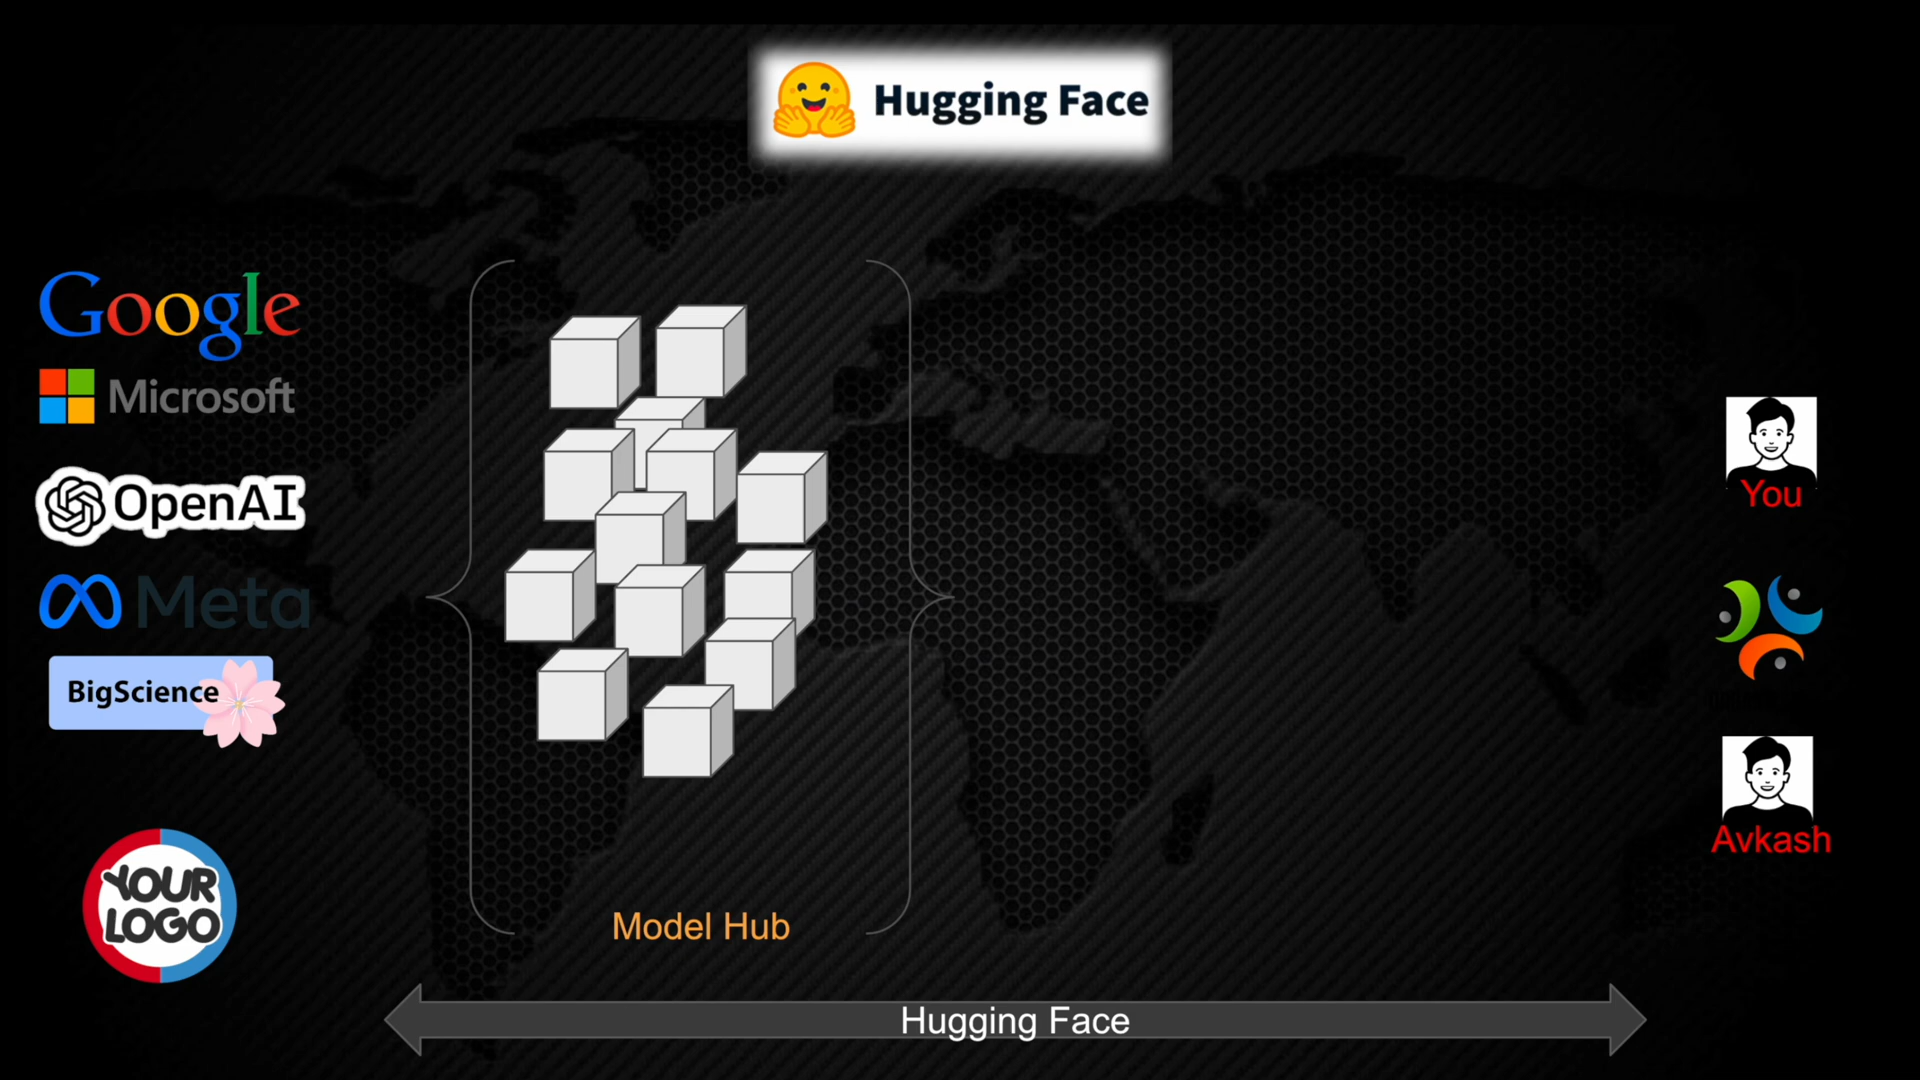 Hugging Face
Google
Microsoft
OpenAI
Meta
BigScience
YOUR
LOGO
Model Hub
You
Avkash
Hugging Face